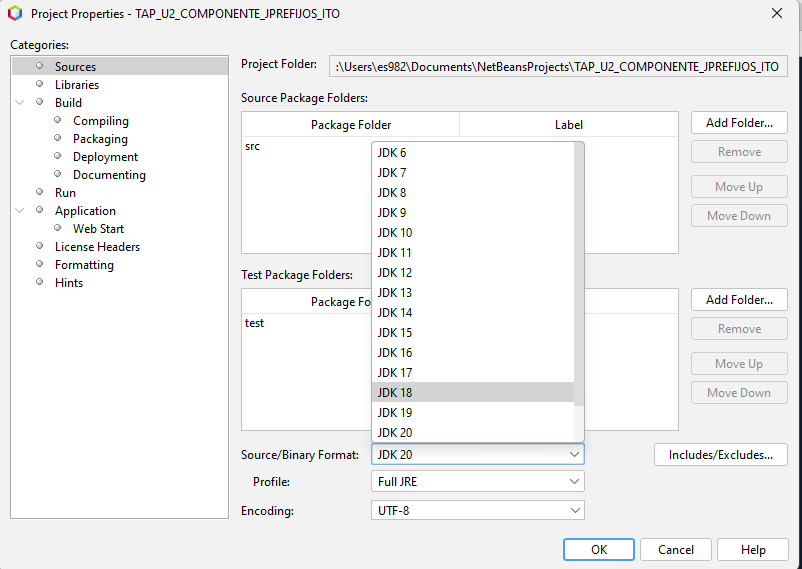 Project Properties - TAP_U2_COMPONENTE_JPREFIJOS_ITO
Categories:
Sources
Libraries
Build
Compiling
Packaging
Deployment
Documenting
Run
Application
Web Start
License Headers
Formatting
Hints
Project Folder: :\Users\es982\Documents\NetBeansProjects\TAP_U2_COMPONENTE_JPREFIJOS_ITO
Source Package Folders:
Package Folder Label
src
Add Folder...
Remove
Move Up
Move Down
JDK 6
JDK 7
JDK 8
JDK 9
JDK 10
JDK 11
JDK 12
JDK 13
JDK 14
JDK 15
JDK 16
JDK 17
JDK 18
JDK 19
JDK 20
Test Package Folders:
Package Fo
test
Add Folder...
Remove
Move Up
Move Down
Source/Binary Format: JDK 20
Includes/Excludes...
Profile: Full JRE
Encoding: UTF-8
OK Cancel Help